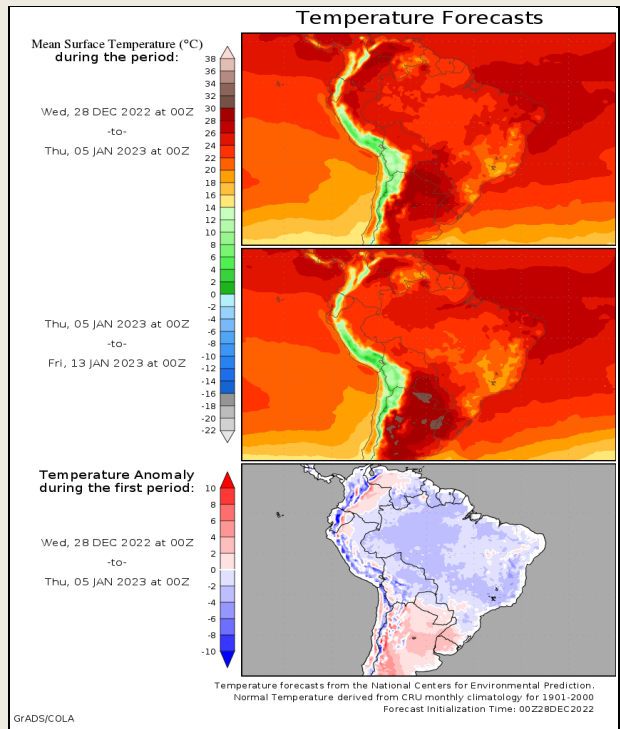 Temperature Forecasts
Mean Surface Temperature (°C)
during the period:
Wed, 28 DEC 2022 at 00Z
-to-
Thu, 05 JAN 2023 at 00Z
38
36
34
32
30
28
26
24
22
20
18
16
14
12
10
8
6
4
2
0
-2
-4
-6
-8
-10
-12
-14
-16
-18
-20
-22
Thu, 05 JAN 2023 at 00Z
-to-
Fri, 13 JAN 2023 at 00Z
Temperature Anomaly
during the first period:
Wed, 28 DEC 2022 at 00Z
-to-
Thu, 05 JAN 2023 at 00Z
10
8
6
4
2
0
-2
-4
-6
-8
-10
Temperature forecasts from the National Centers for Environmental Prediction.
Normal Temperature derived from CRU monthly climatology for 1901-2000
Forecast Initialization Time: 00Z28DEC2022
GrADS/COLA